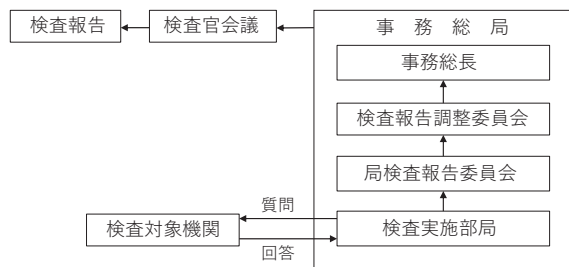 検査報告
検査官会議
事務総局
事務総長
検査報告調整委員会
局検査報告委員会
質問
検査対象機関
検査実施部局
回答